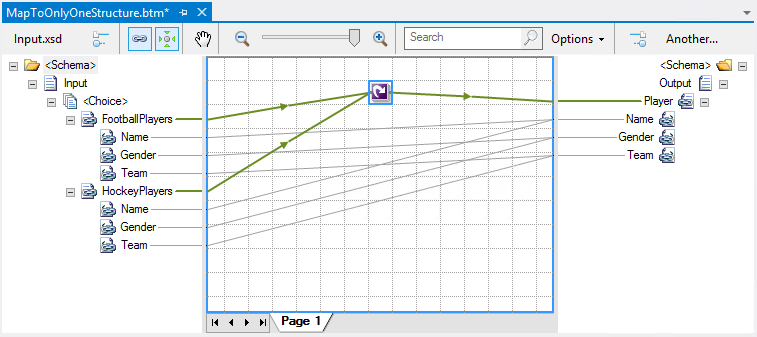 MapToOnlyOneStructure.btm*
Input.xsd
Search
Options
Another...
<Schema>
Input
<Choice>
FootballPlayers
Name
Gender
Team
HockeyPlayers
Name
Gender
Team
<Schema>
Output
Player
Name
Gender
Team
Page 1